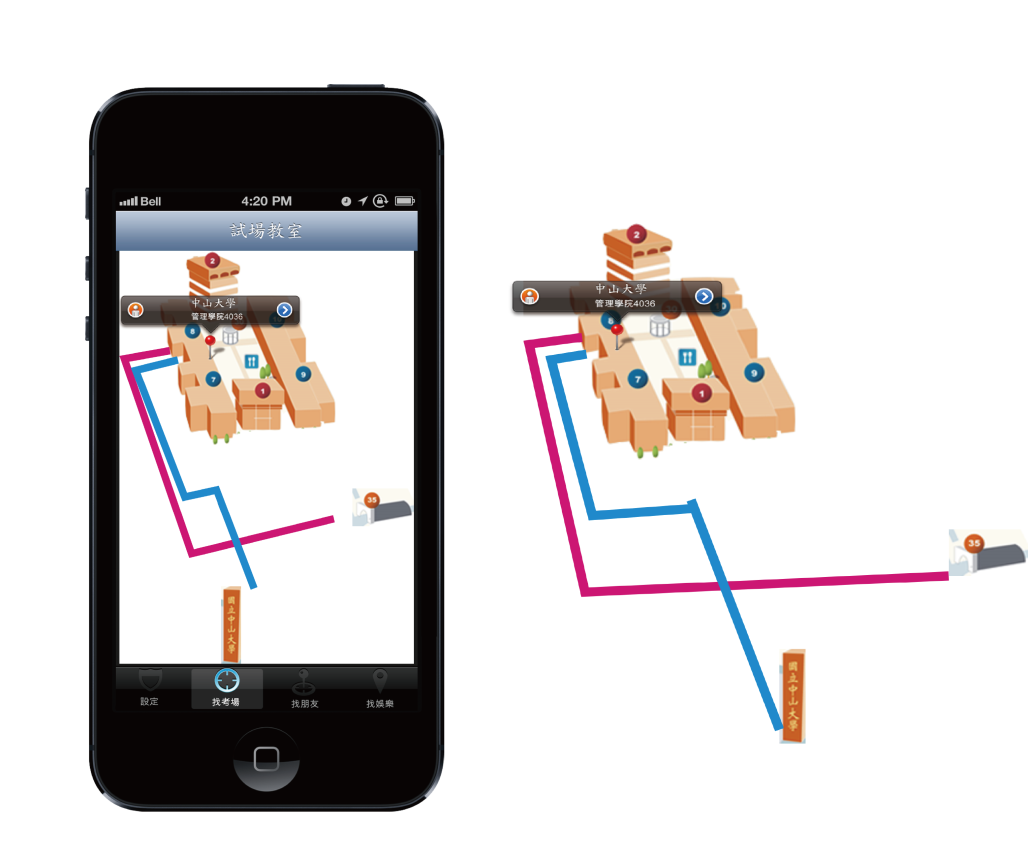 Bell
4:20 PM
試場教室
2
中山大學
管理學院4036
8
7
9
1
35
國立中山大學
設定
找考場
找朋友
找娛樂
2
中山大學
管理學院4036
8
10
7
9
1
35
國立中山大學